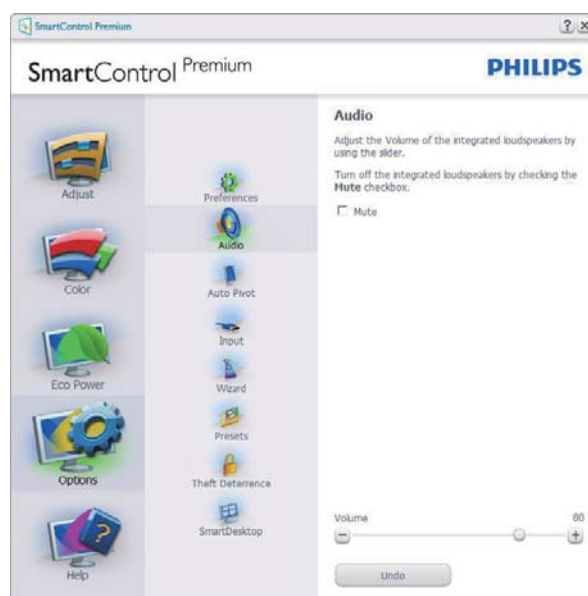 SmartControl Premium
? X
SmartControl Premium
PHILIPS
Adjust
Color
Eco Power
Options
Help
Preferences
Audio
Auto Pivot
Input
Wizard
Presets
Theft Deterrence
SmartDesktop
Audio
Adjust the Volume of the integrated loudspeakers by
using the slider.
Turn off the integrated loudspeakers by checking the
Mute checkbox.
Mute
Volume 80
Undo